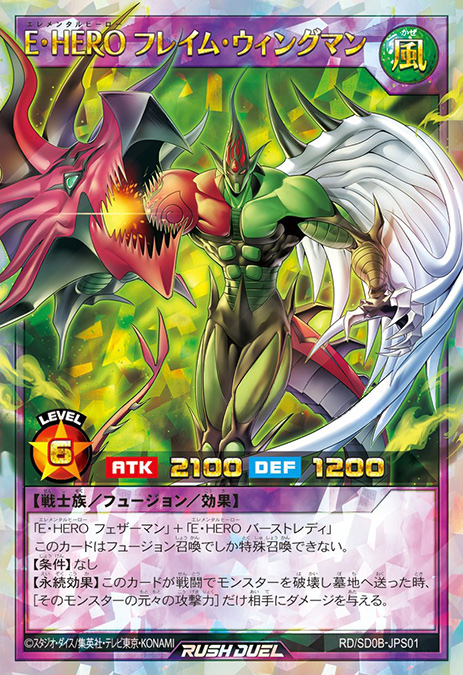 エレメンタルヒーロー
E・HERO フレイム・ウィングマン
かぜ
風
LEVEL
6
ATK 2100 DEF 1200
【戦士族／フュージョン／効果】
「E・HERO フェザーマン」+「E・HERO バーストレディ」
このカードはフュージョン召喚でしか特殊召喚できない。
【条件】なし
【永続効果】このカードが戦闘でモンスターを破壊し墓地へ送った時、
［そのモンスターの元々の攻撃力］だけ相手にダメージを与える。
©スタジオ・ダイス/集英社・テレビ東京・KONAMI
RUSH DUEL
RD/SD0B-JPS01